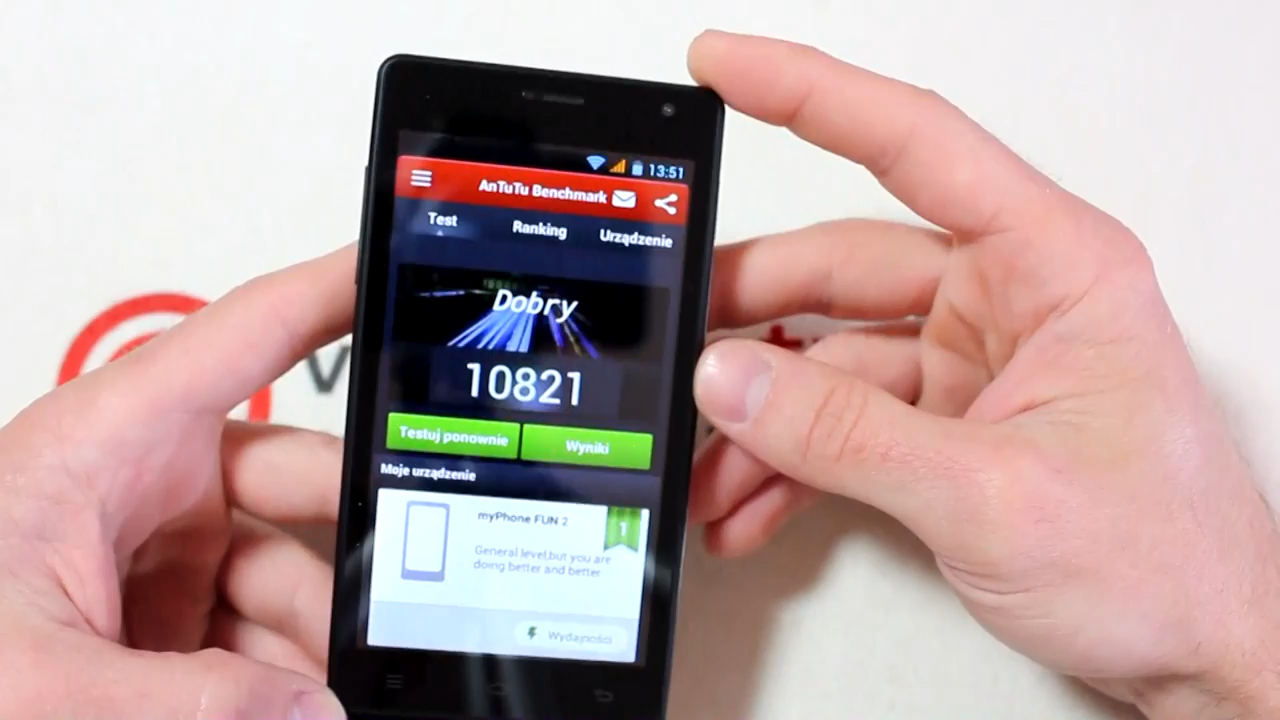 13:51
AnTuTu Benchmark
Test Ranking Urządzenie
Dobry
10821
Testuj ponownie Wyniki
Moje urządzenie
myPhone FUN 2
1
General level,but you are
doing better and better
Wydajności